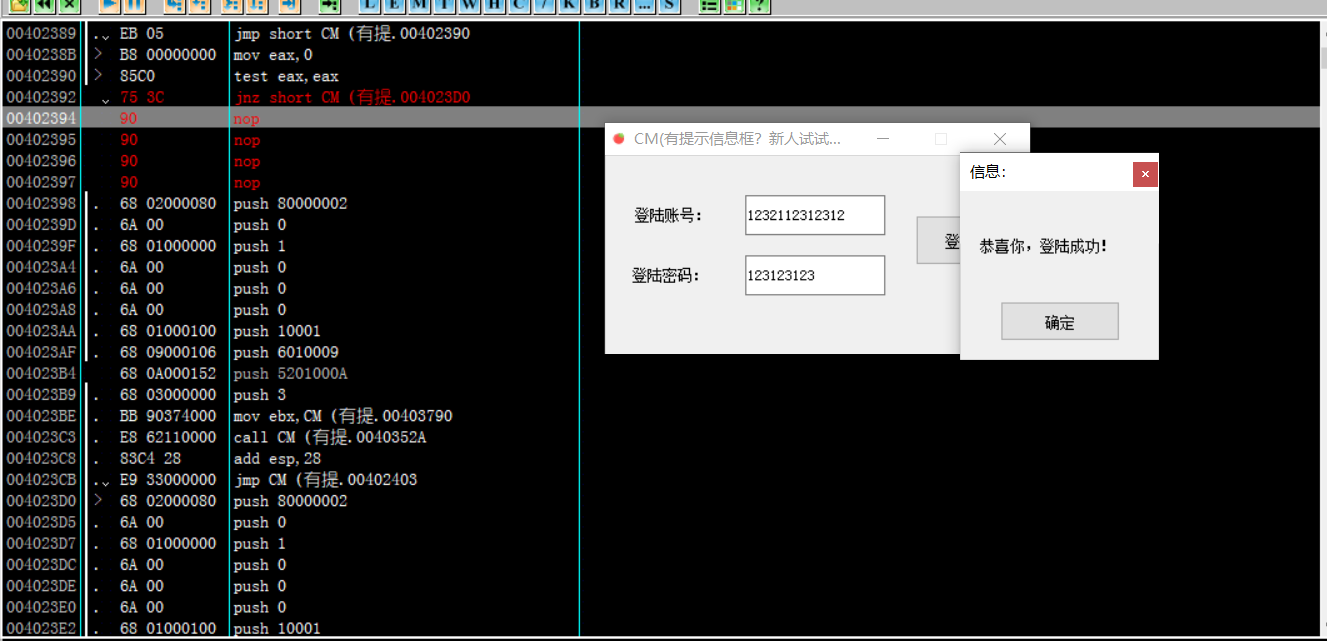 L E M T W H C / K B R ... S ?
00402389 . EB 05 jmp short CM (有提.00402390
0040238B > B8 00000000 mov eax,0
00402390 > 85C0 test eax,eax
00402392 75 3C jnz short CM (有提.004023D0
00402394 90 nop
00402395 90 nop
00402396 90 nop
00402397 90 nop
00402398 . 68 02000080 push 80000002
0040239D . 6A 00 push 0
0040239F . 68 01000000 push 1
004023A4 . 6A 00 push 0
004023A6 . 6A 00 push 0
004023A8 . 6A 00 push 0
004023AA . 68 01000100 push 10001
004023AF . 68 09000106 push 6010009
004023B4 68 0A000152 push 5201000A
004023B9 . 68 03000000 push 3
004023BE . BB 90374000 mov ebx,CM (有提.00403790
004023C3 . E8 62110000 call CM (有提.0040352A
004023C8 . 83C4 28 add esp,28
004023CB . E9 33000000 jmp CM (有提.00402403
004023D0 > 68 02000080 push 80000002
004023D5 . 6A 00 push 0
004023D7 . 68 01000000 push 1
004023DC . 6A 00 push 0
004023DE . 6A 00 push 0
004023E0 . 6A 00 push 0
004023E2 . 68 01000100 push 10001
CM(有提示信息框？新人试试...
登陆账号：
1232112312312
登
登陆密码：
123123123
信息：
恭喜你，登陆成功！
确定